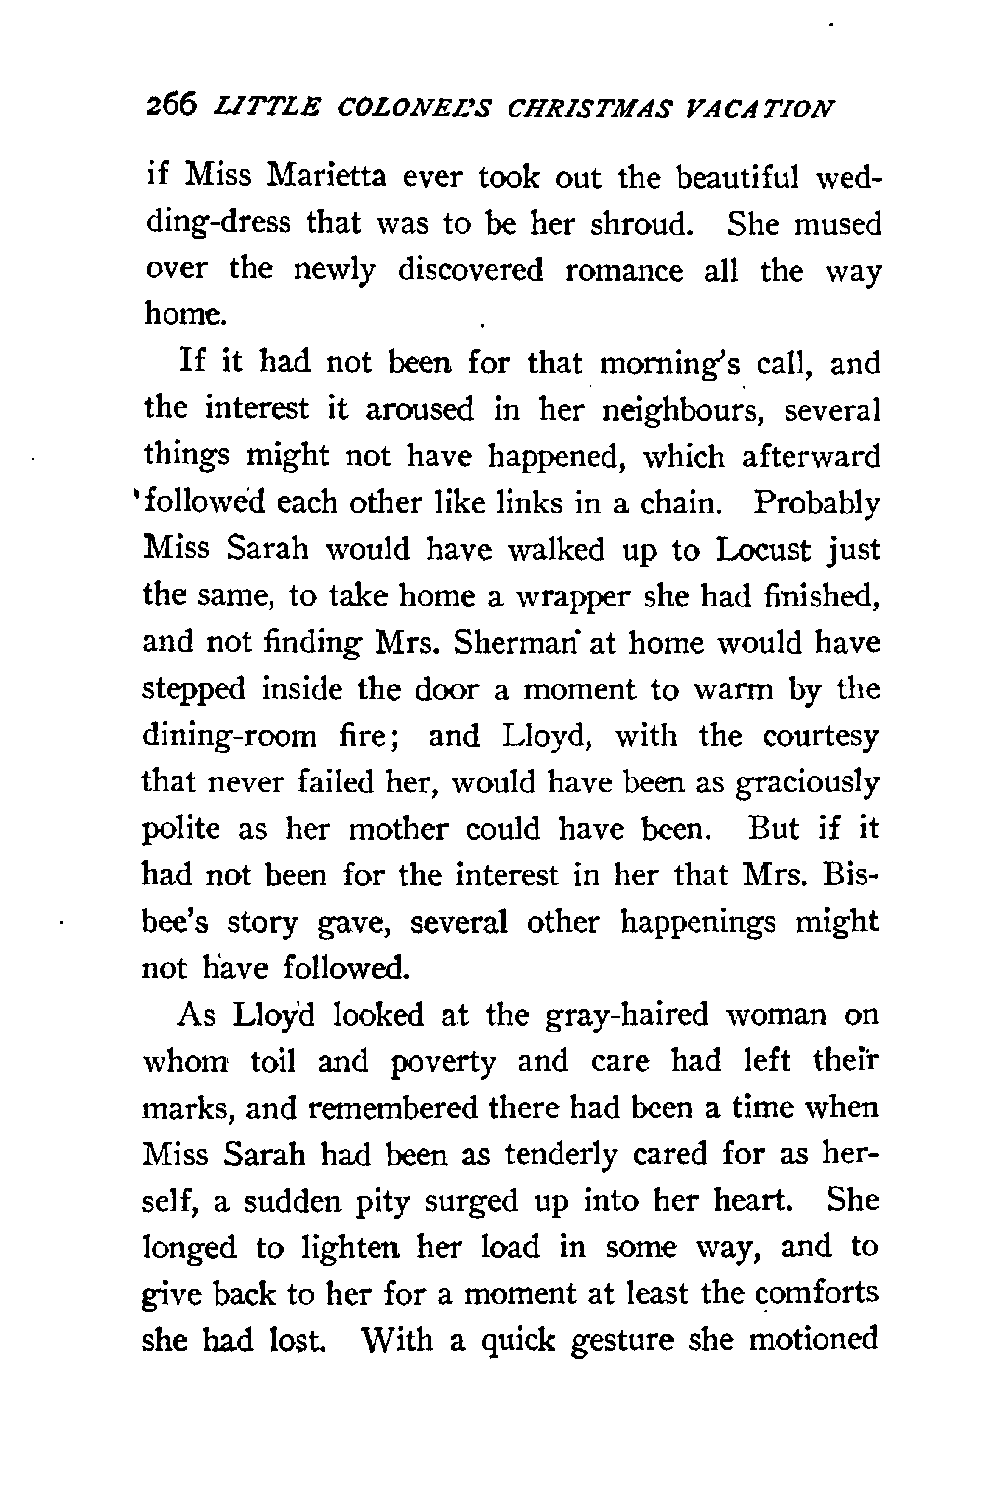 266 LITTLE COLONEL'S CHRISTMAS VACATION
if Miss Marietta ever took out the beautiful wed-
ding-dress that was to be her shroud. She mused
over the newly discovered romance all the way
home.
If it had not been for that morning's call, and
the interest it aroused in her neighbours, several
things might not have happened, which afterward
followed each other like links in a chain. Probably
Miss Sarah would have walked up to Locust just
the same, to take home a wrapper she had finished,
and not finding Mrs. Sherman at home would have
stepped inside the door a moment to warm by the
dining-room fire; and Lloyd, with the courtesy
that never failed her, would have been as graciously
polite as her mother could have been. But if it
had not been for the interest in her that Mrs. Bis-
bee's story gave, several other happenings might
not have followed.
As Lloyd looked at the gray-haired woman on
whom toil and poverty and care had left their
marks, and remembered there had been a time when
Miss Sarah had been as tenderly cared for as her-
self, a sudden pity surged up into her heart. She
longed to lighten her load in some way, and to
give back to her for a moment at least the comforts
she had lost. With a quick gesture she motioned